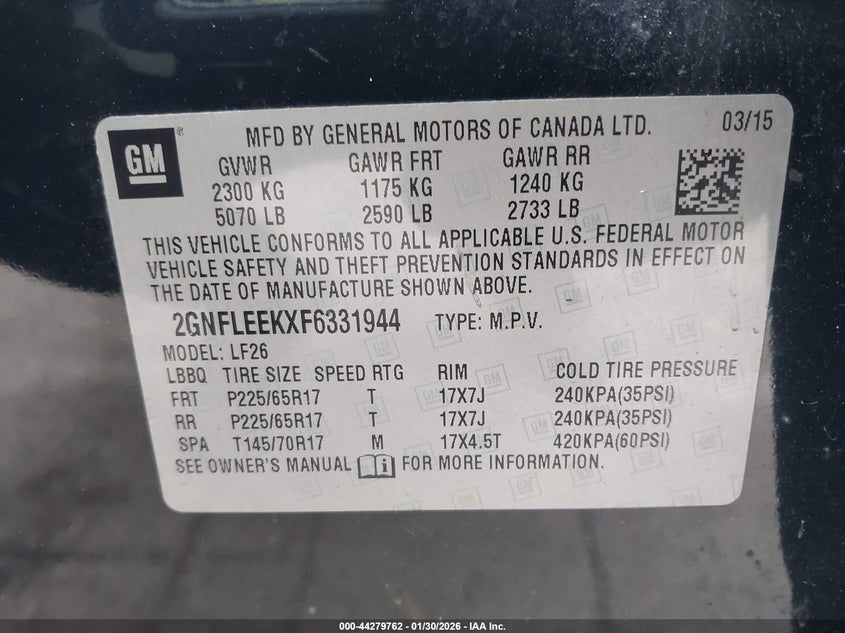 GM
MFD BY GENERAL MOTORS OF CANADA LTD. 03/15
GVWR GAWR FRT GAWR RR
2300 KG 1175 KG 1240 KG
5070 LB 2590 LB 2733 LB
THIS VEHICLE CONFORMS TO ALL APPLICABLE U.S. FEDERAL MOTOR
VEHICLE SAFETY AND THEFT PREVENTION STANDARDS IN EFFECT ON
THE DATE OF MANUFACTURE SHOWN ABOVE.
2GNFLEEKXF6331944 TYPE: M.P.V.
MODEL: LF26
LBBQ TIRE SIZE SPEED RTG RIM COLD TIRE PRESSURE
FRT P225/65R17 T 17X7J 240KPA(35PSI)
RR P225/65R17 T 17X7J 240KPA(35PSI)
SPA T145/70R17 M 17X4.5T 420KPA(60PSI)
SEE OWNER'S MANUAL i FOR MORE INFORMATION.
000-44279762 - 01/30/2026 - IAA Inc.